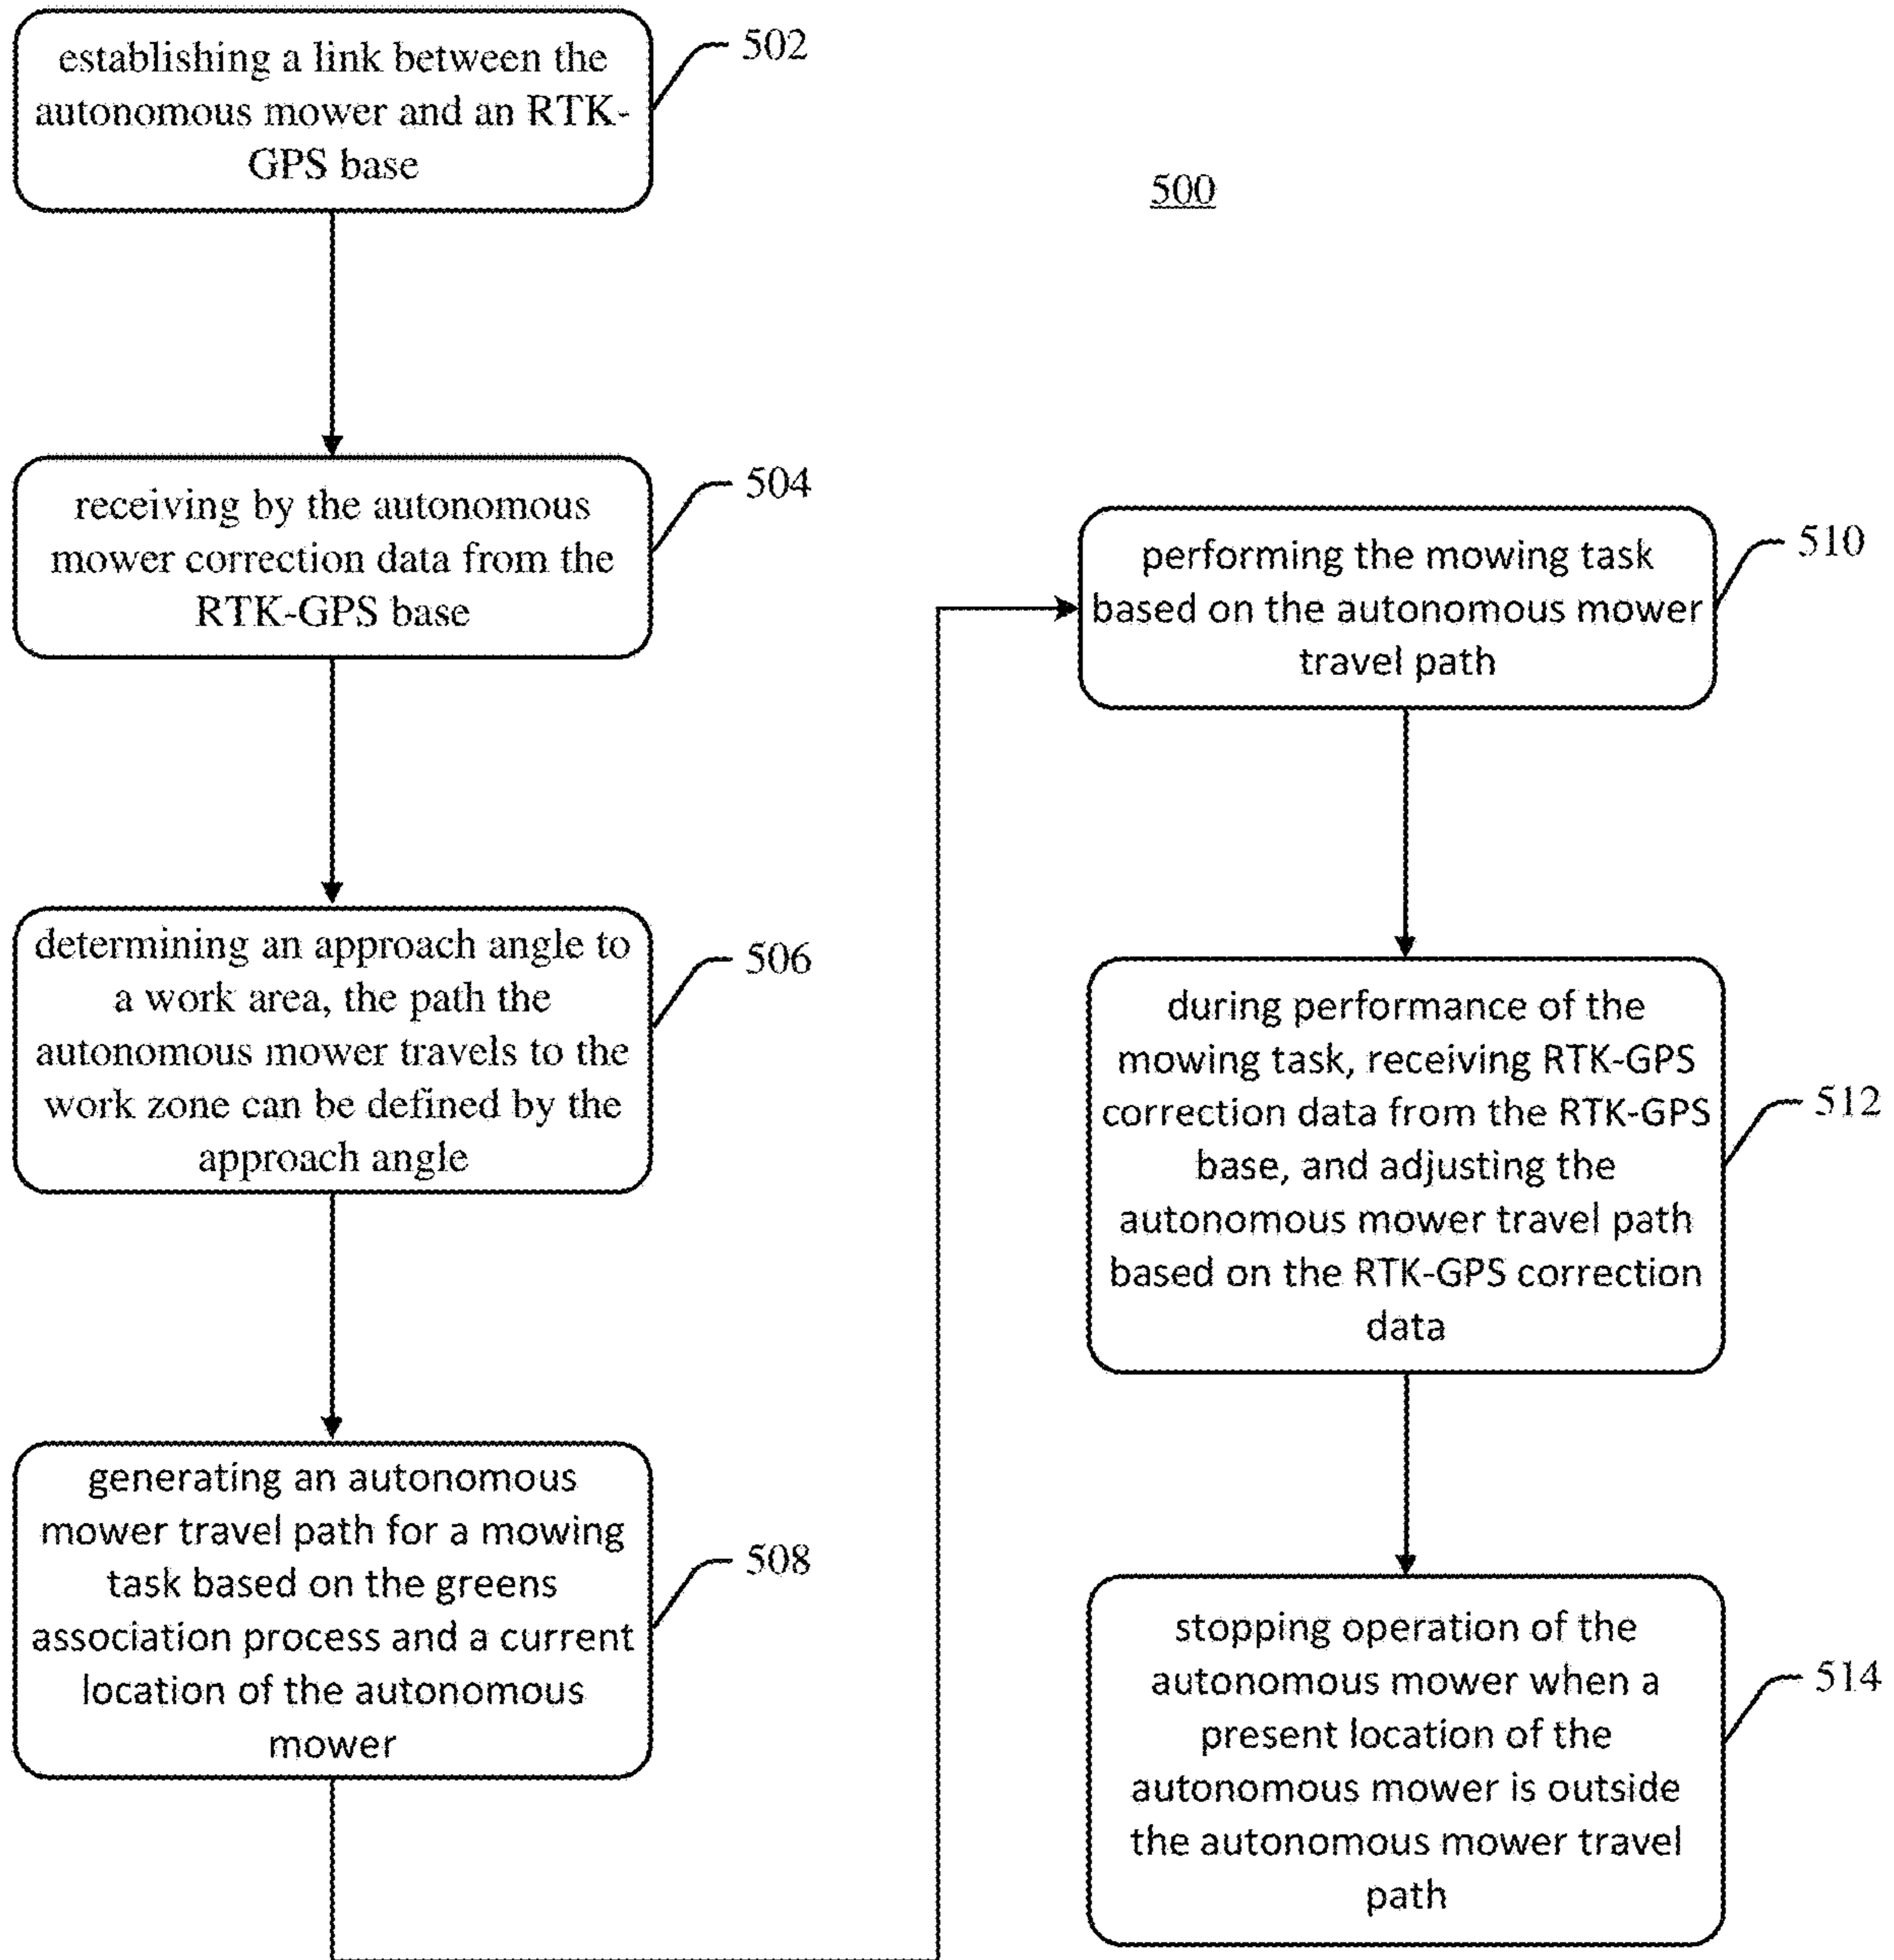 establishing a link between the
autonomous mower and an RTK-
GPS base
502
500
receiving by the autonomous
mower correction data from the
RTK-GPS base
504
determining an approach angle to
a work area, the path the
autonomous mower travels to the
work zone can be defined by the
approach angle
506
generating an autonomous
mower travel path for a mowing
task based on the greens
association process and a current
location of the autonomous
mower
508
performing the mowing task
based on the autonomous mower
travel path
510
during performance of the
mowing task, receiving RTK-GPS
correction data from the RTK-GPS
base, and adjusting the
autonomous mower travel path
based on the RTK-GPS correction
data
512
stopping operation of the
autonomous mower when a
present location of the
autonomous mower is outside
the autonomous mower travel
path
514